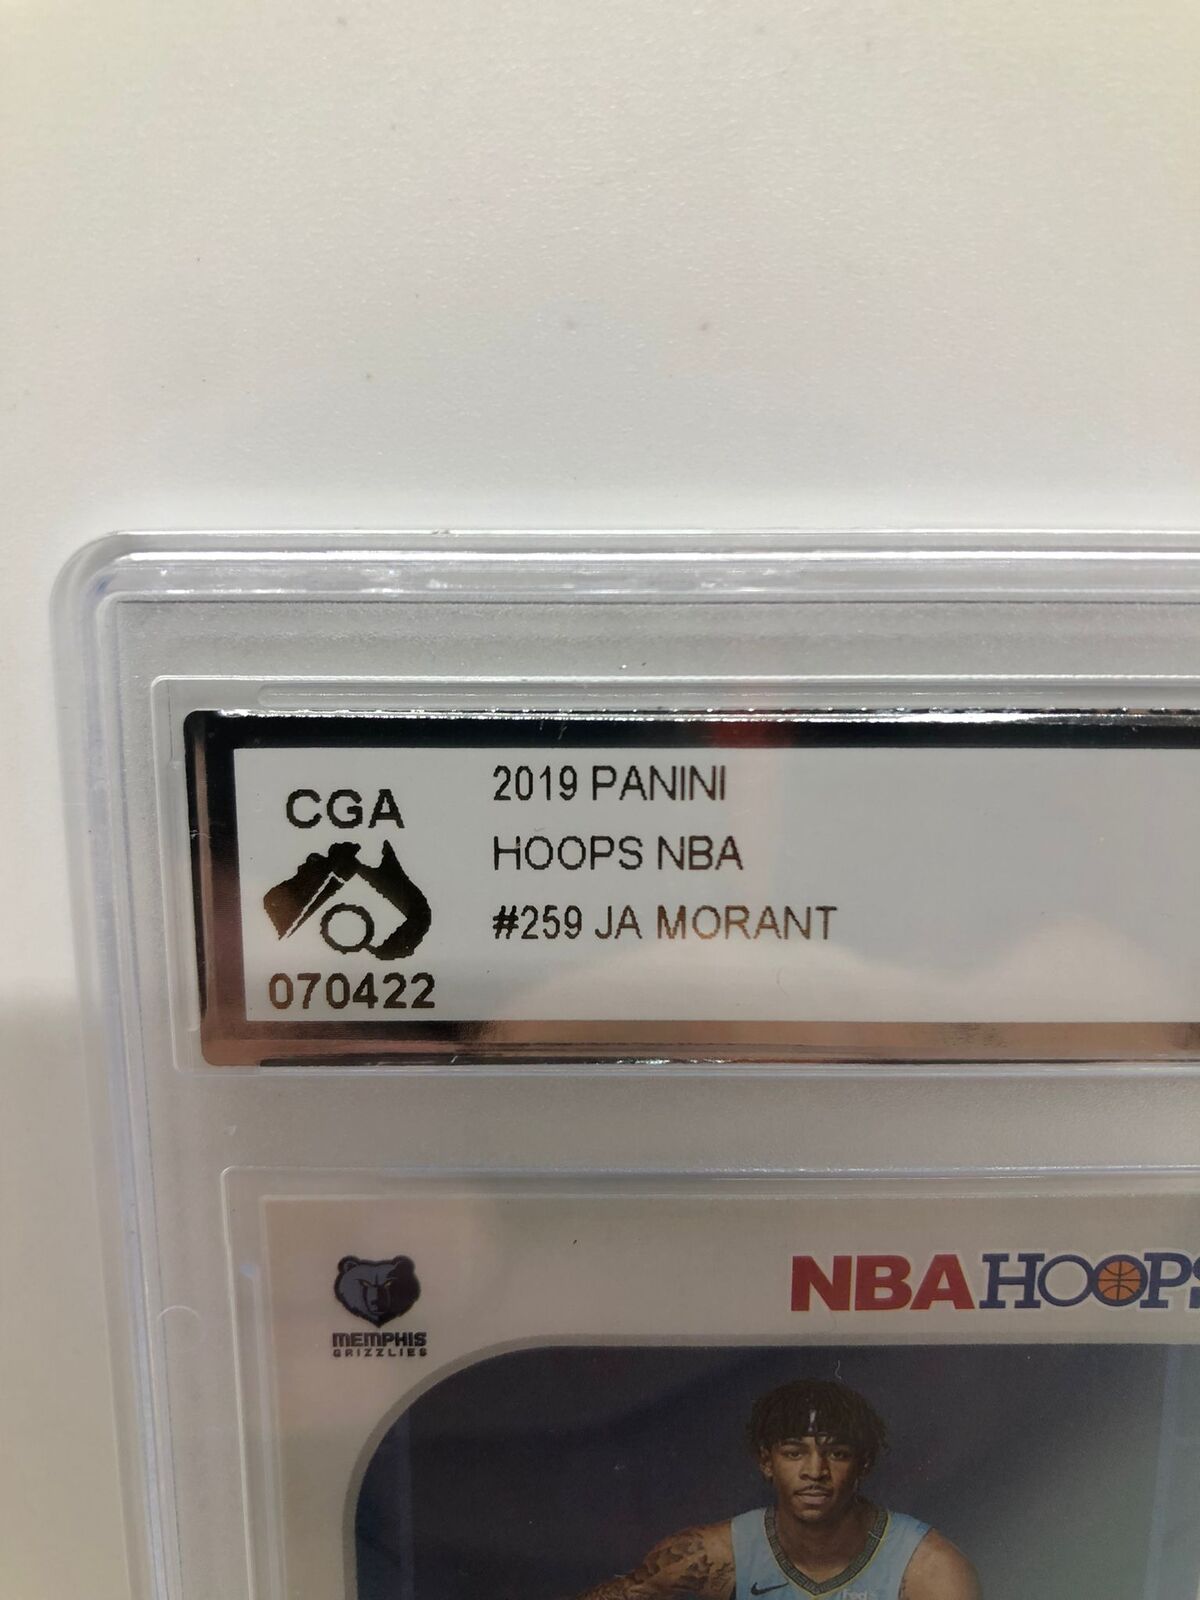 CGA
070422
2019 PANINI
HOOPS NBA
#259 JA MORANT
MEMPHIS
GRIZZLIES
NBA HOOPS